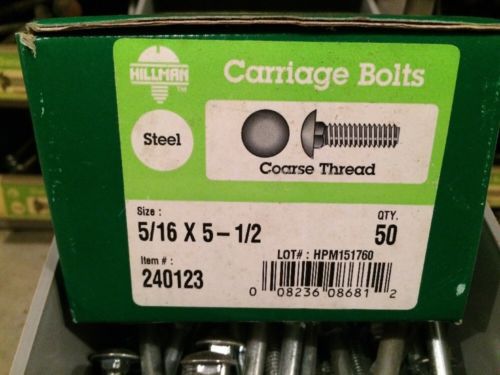 HILLMAN
TM
Carriage Bolts
Steel
Coarse Thread
Size :
5/16 X 5-1/2
QTY.
50
Item # :
240123
LOT# : HPM151760
0 08236 08681 2